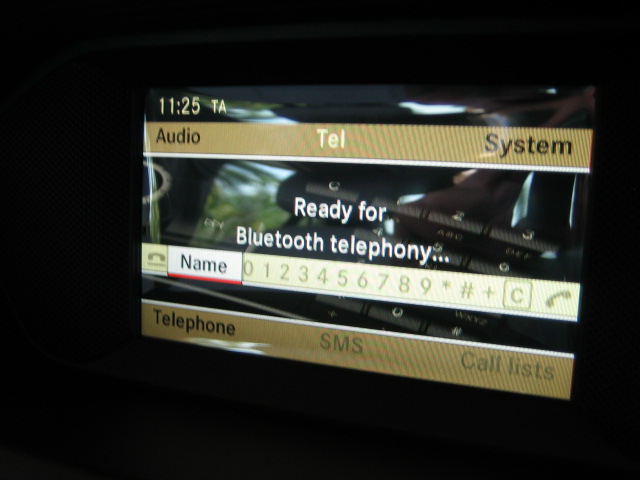 11:25 TA
Audio Tel System
Ready for
Bluetooth telephony...
Name 0 1 2 3 4 5 6 7 8 9 * # + C
Telephone SMS Call lists